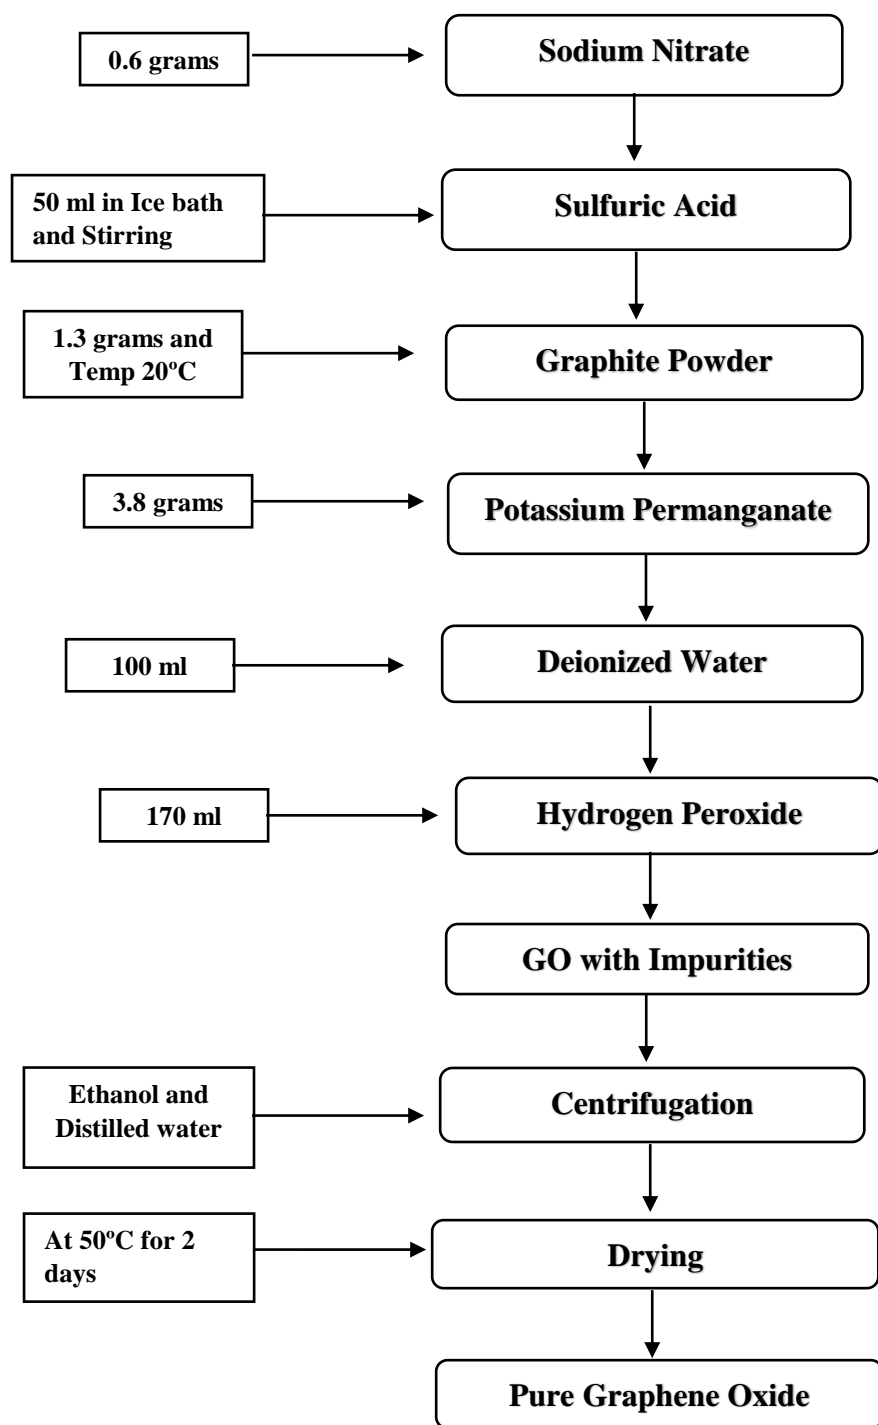 0.6 grams
Sodium Nitrate
50 ml in Ice bath
and Stirring
Sulfuric Acid
1.3 grams and
Temp 20ºC
Graphite Powder
3.8 grams
Potassium Permanganate
100 ml
Deionized Water
170 ml
Hydrogen Peroxide
GO with Impurities
Ethanol and
Distilled water
Centrifugation
At 50ºC for 2
days
Drying
Pure Graphene Oxide